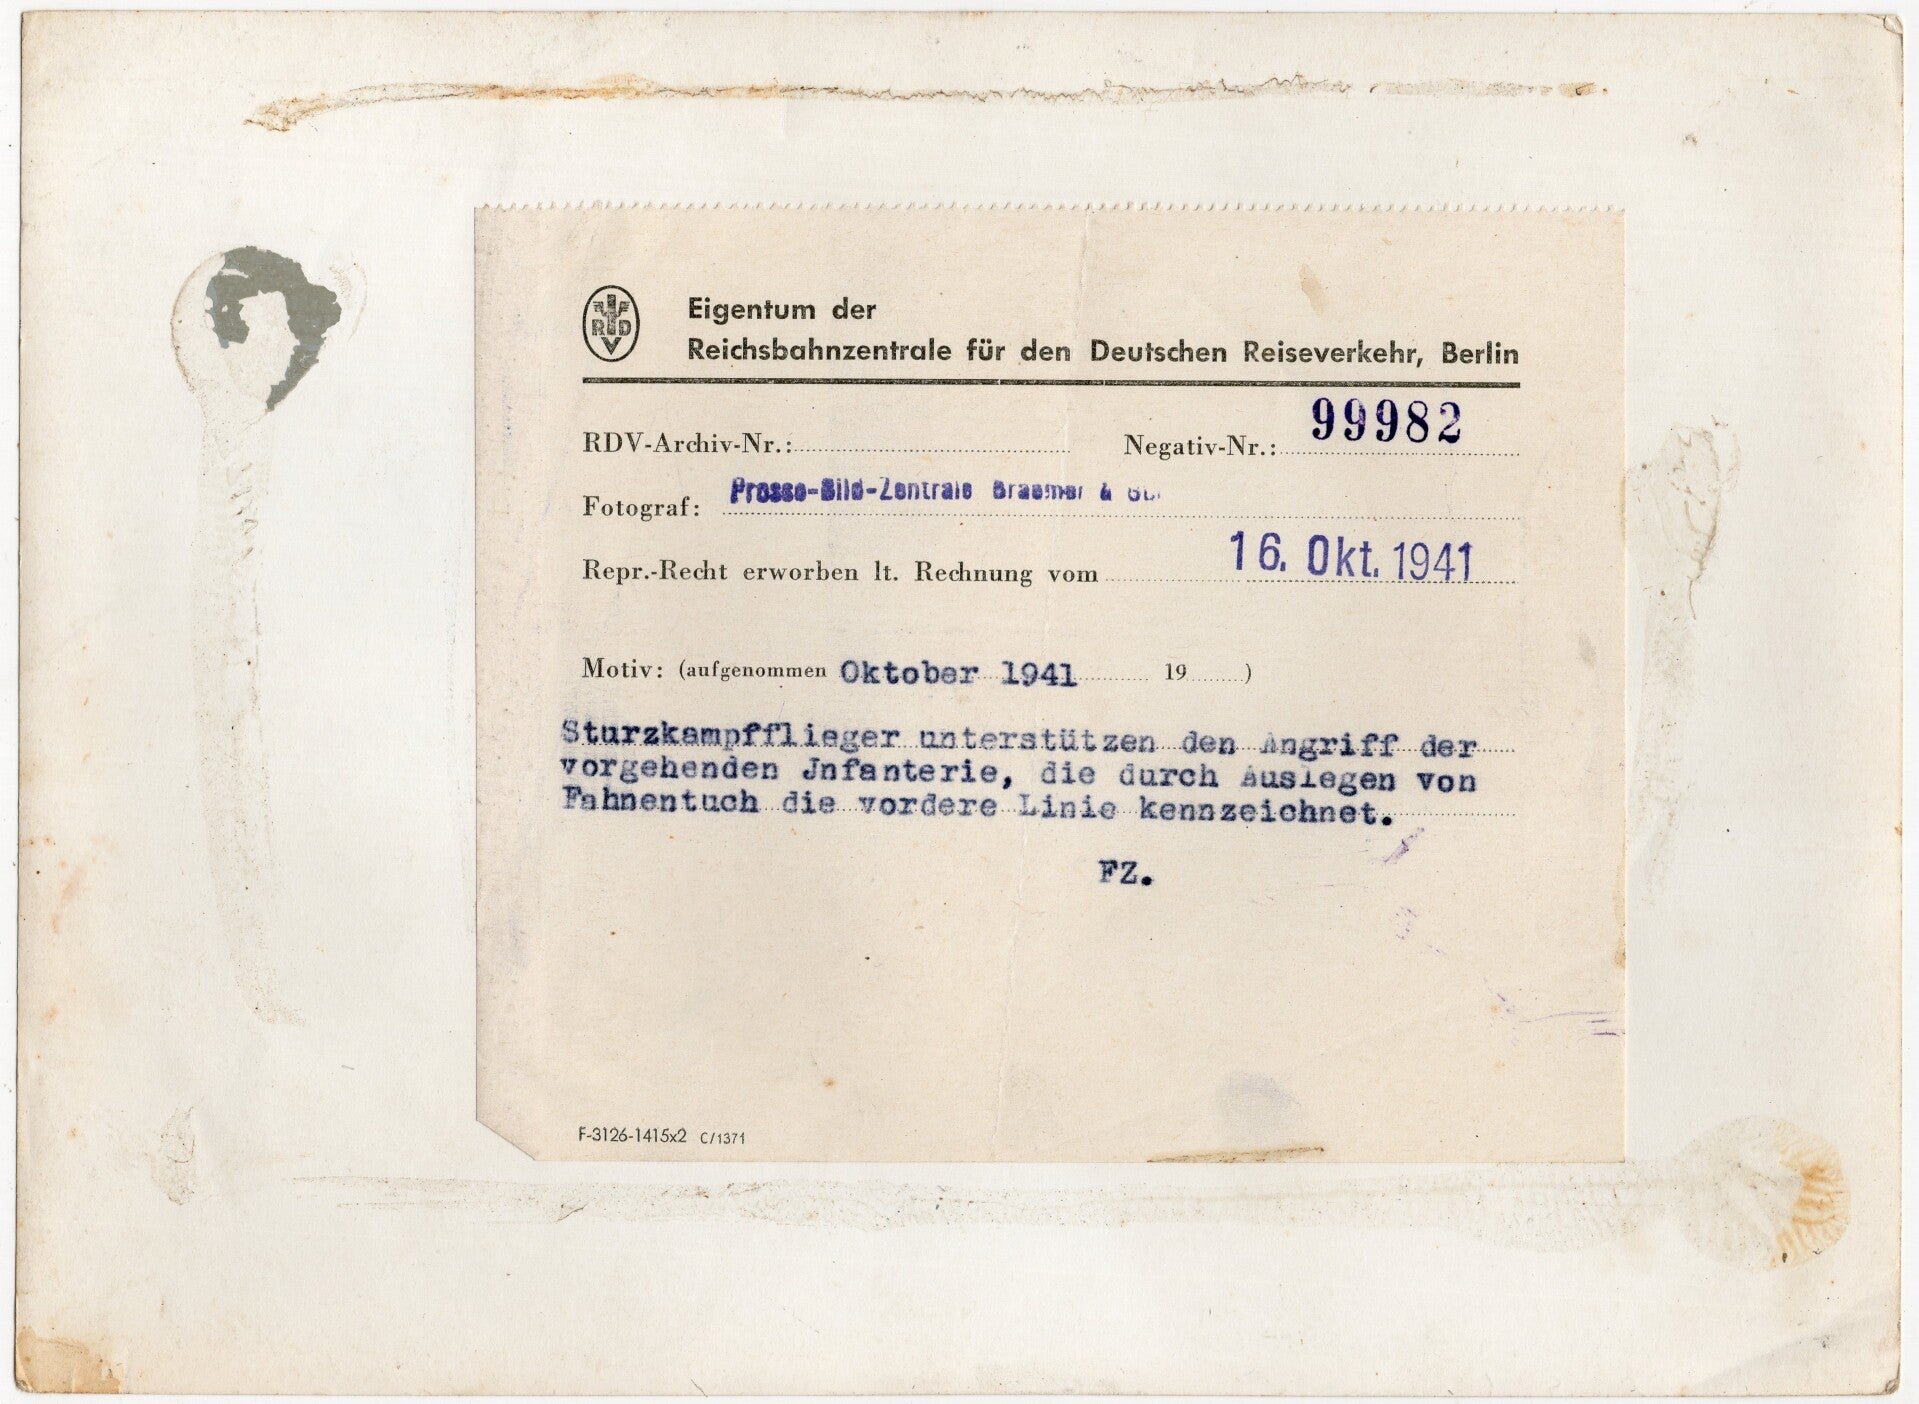 RDV
Eigentum der
Reichsbahnzentrale für den Deutschen Reiseverkehr, Berlin
RDV-Archiv-Nr.: Negativ-Nr.: 99982
Fotograf: Presse-Bild-Zentrale Braemer &
Repr.-Recht erworben lt. Rechnung vom 16. Okt. 1941
Motiv: (aufgenommen Oktober 1941 19 )
Sturzkampfflieger unterstützen den Angriff der
vorgehenden Jnfanterie, die durch Auslegen von
Fahnentuch die vordere Linie kennzeichnet.
FZ.
F-3126-1415x2 C/1371